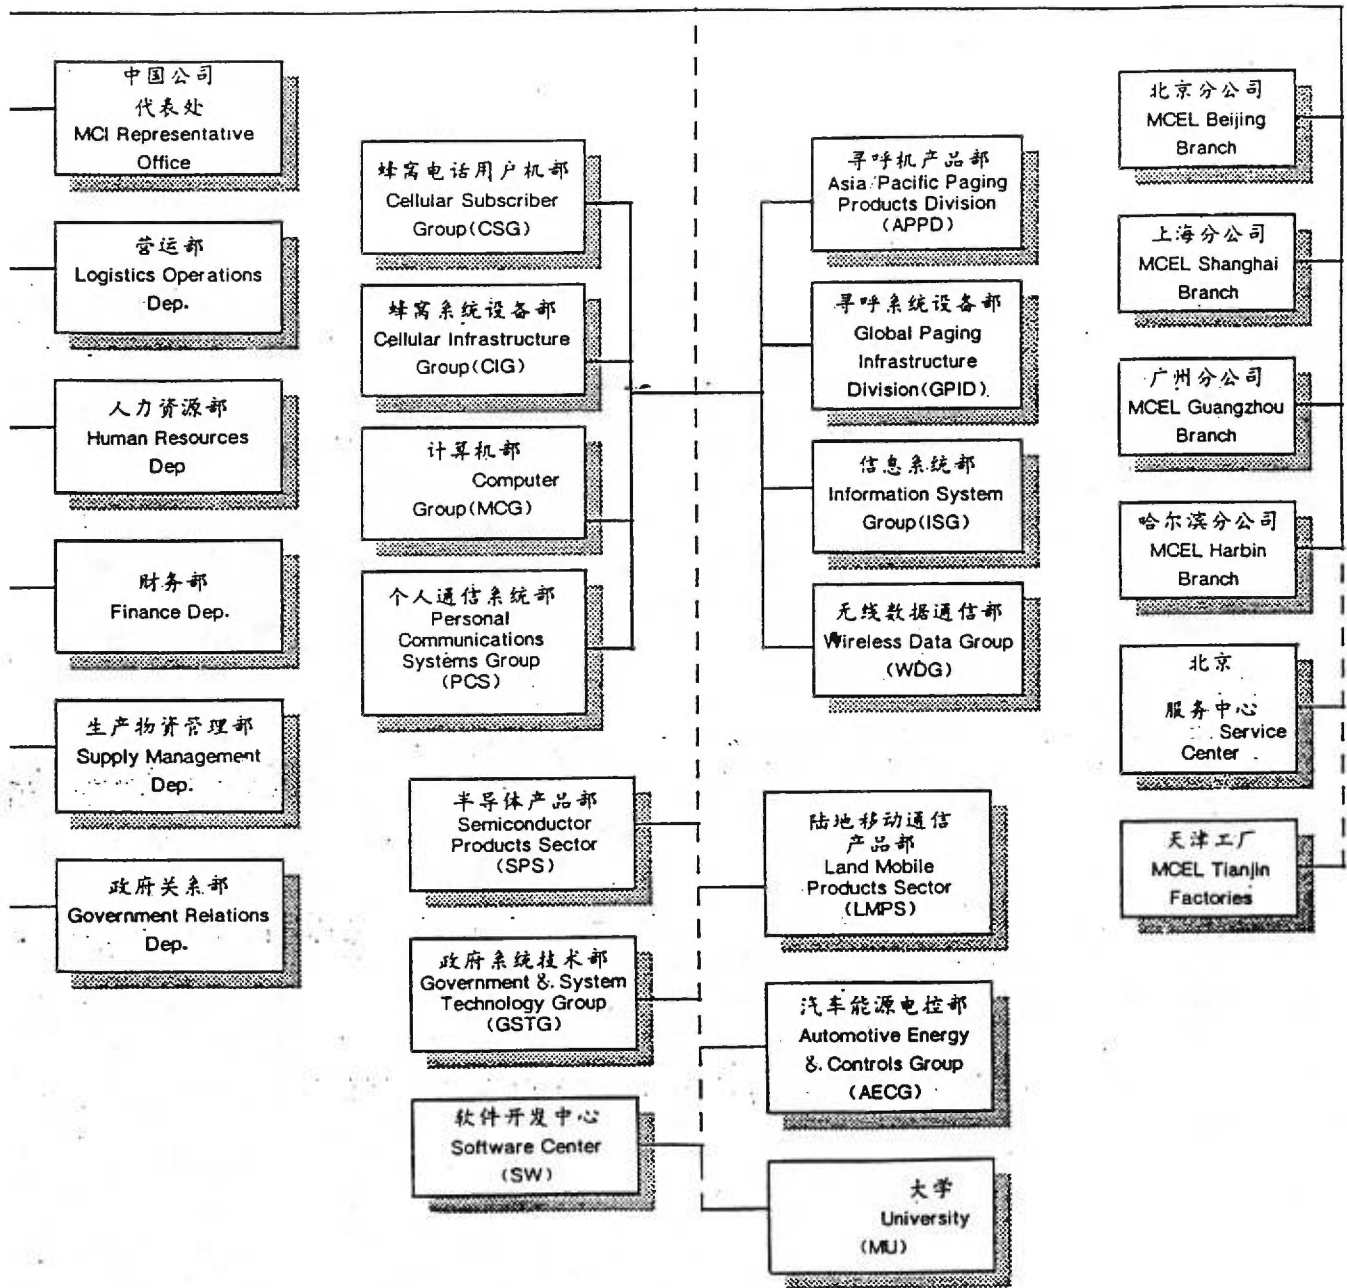 中国公司
代表处
MCI Representative
Office
营运部
Logistics Operations
Dep.
人力资源部
Human Resources
Dep
财务部
Finance Dep.
生产物资管理部
Supply Management
Dep.
政府关系部
Government Relations
Dep.
蜂窝电话用户机部
Cellular Subscriber
Group(CSG)
蜂窝系统设备部
Cellular Infrastructure
Group(CIG)
计算机部
Computer
Group(MCG)
个人通信系统部
Personal
Communications
Systems Group
(PCS)
半导体产品部
Semiconductor
Products Sector
(SPS)
政府系统技术部
Government & System
Technology Group
(GSTG)
软件开发中心
Software Center
(SW)
寻呼机产品部
Asia Pacific Paging
Products Division
(APPD)
寻呼系统设备部
Global Paging
Infrastructure
Division(GPID)
信息系统部
Information System
Group(ISG)
无线数据通信部
Wireless Data Group
(WDG)
陆地移动通信
产品部
Land Mobile
Products Sector
(LMPS)
汽车能源电控部
Automotive Energy
& Controls Group
(AECG)
大学
University
(MU)
北京分公司
MCEL Beijing
Branch
上海分公司
MCEL Shanghai
Branch
广州分公司
MCEL Guangzhou
Branch
哈尔滨分公司
MCEL Harbin
Branch
北京
服务中心
Service
Center
天津工厂
MCEL Tianjin
Factories